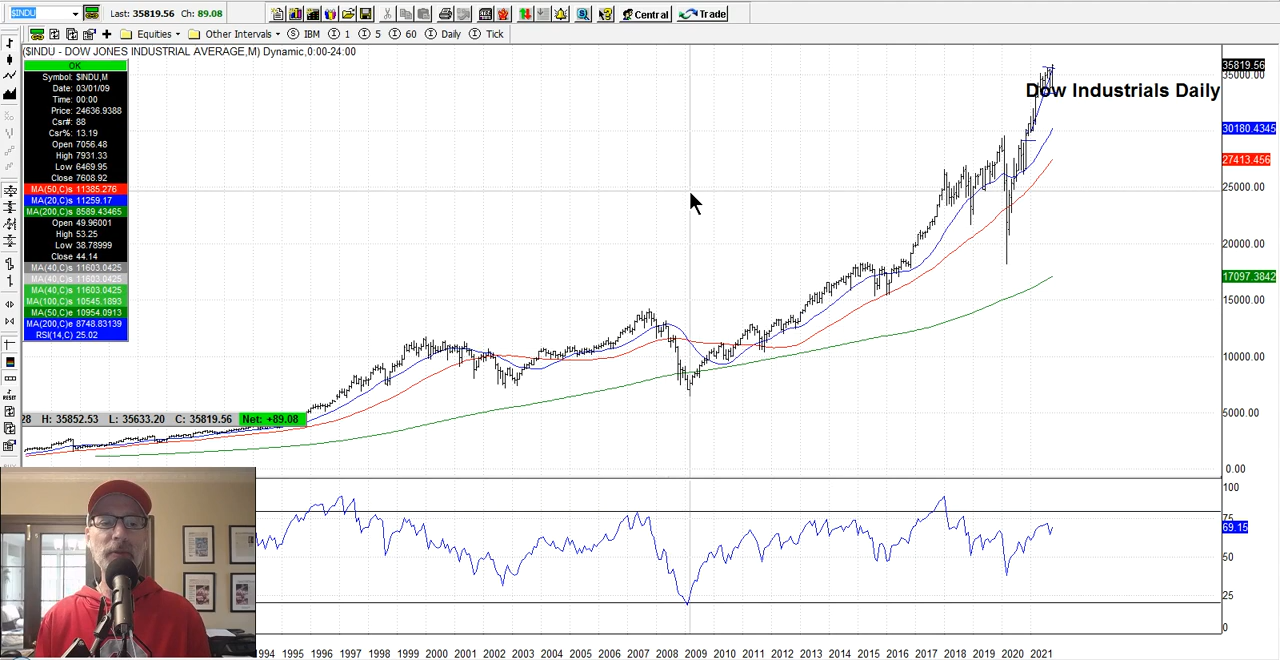 $INDU Last: 35819.56 Ch: 89.08 Central Trade
Equities Other Intervals S IBM I 1 I 5 I 60 I Daily I Tick
($INDU - DOW JONES INDUSTRIAL AVERAGE,M) Dynamic,0:00-24:00
OK
Symbol: $INDU,M
Date: 03/01/09
Time: 00:00
Price: 24636.9388
Csr#: 88
Csr%: 13.19
Open 7056.48
High 7931.33
Low 6469.95
Close 7608.92
MA(50,C)s 11385.276
MA(20,C)s 11259.17
MA(200,C)s 8589.43465
Open 49.96001
High 53.25
Low 38.78999
Close 44.14
MA(40,C)s 11603.0425
MA(40,C)s 11603.0425
MA(40,C)s 11603.0425
MA(100,C)s 10545.1893
MA(50,C)e 10954.0913
MA(200,C)e 8748.83139
RSI(14,C) 25.02
RESET
28 H: 35852.53 L: 35633.20 C: 35819.56 Net: +89.08
Dow Industrials Daily
35819.56
35000.00
30180.4345
27413.456
25000.00
20000.00
17097.3842
15000.00
10000.00
5000.00
0.00
100
75
69.15
50
25
0
1994 1995 1996 1997 1998 1999 2000 2001 2002 2003 2004 2005 2006 2007 2008 2009 2010 2011 2012 2013 2014 2015 2016 2017 2018 2019 2020 2021